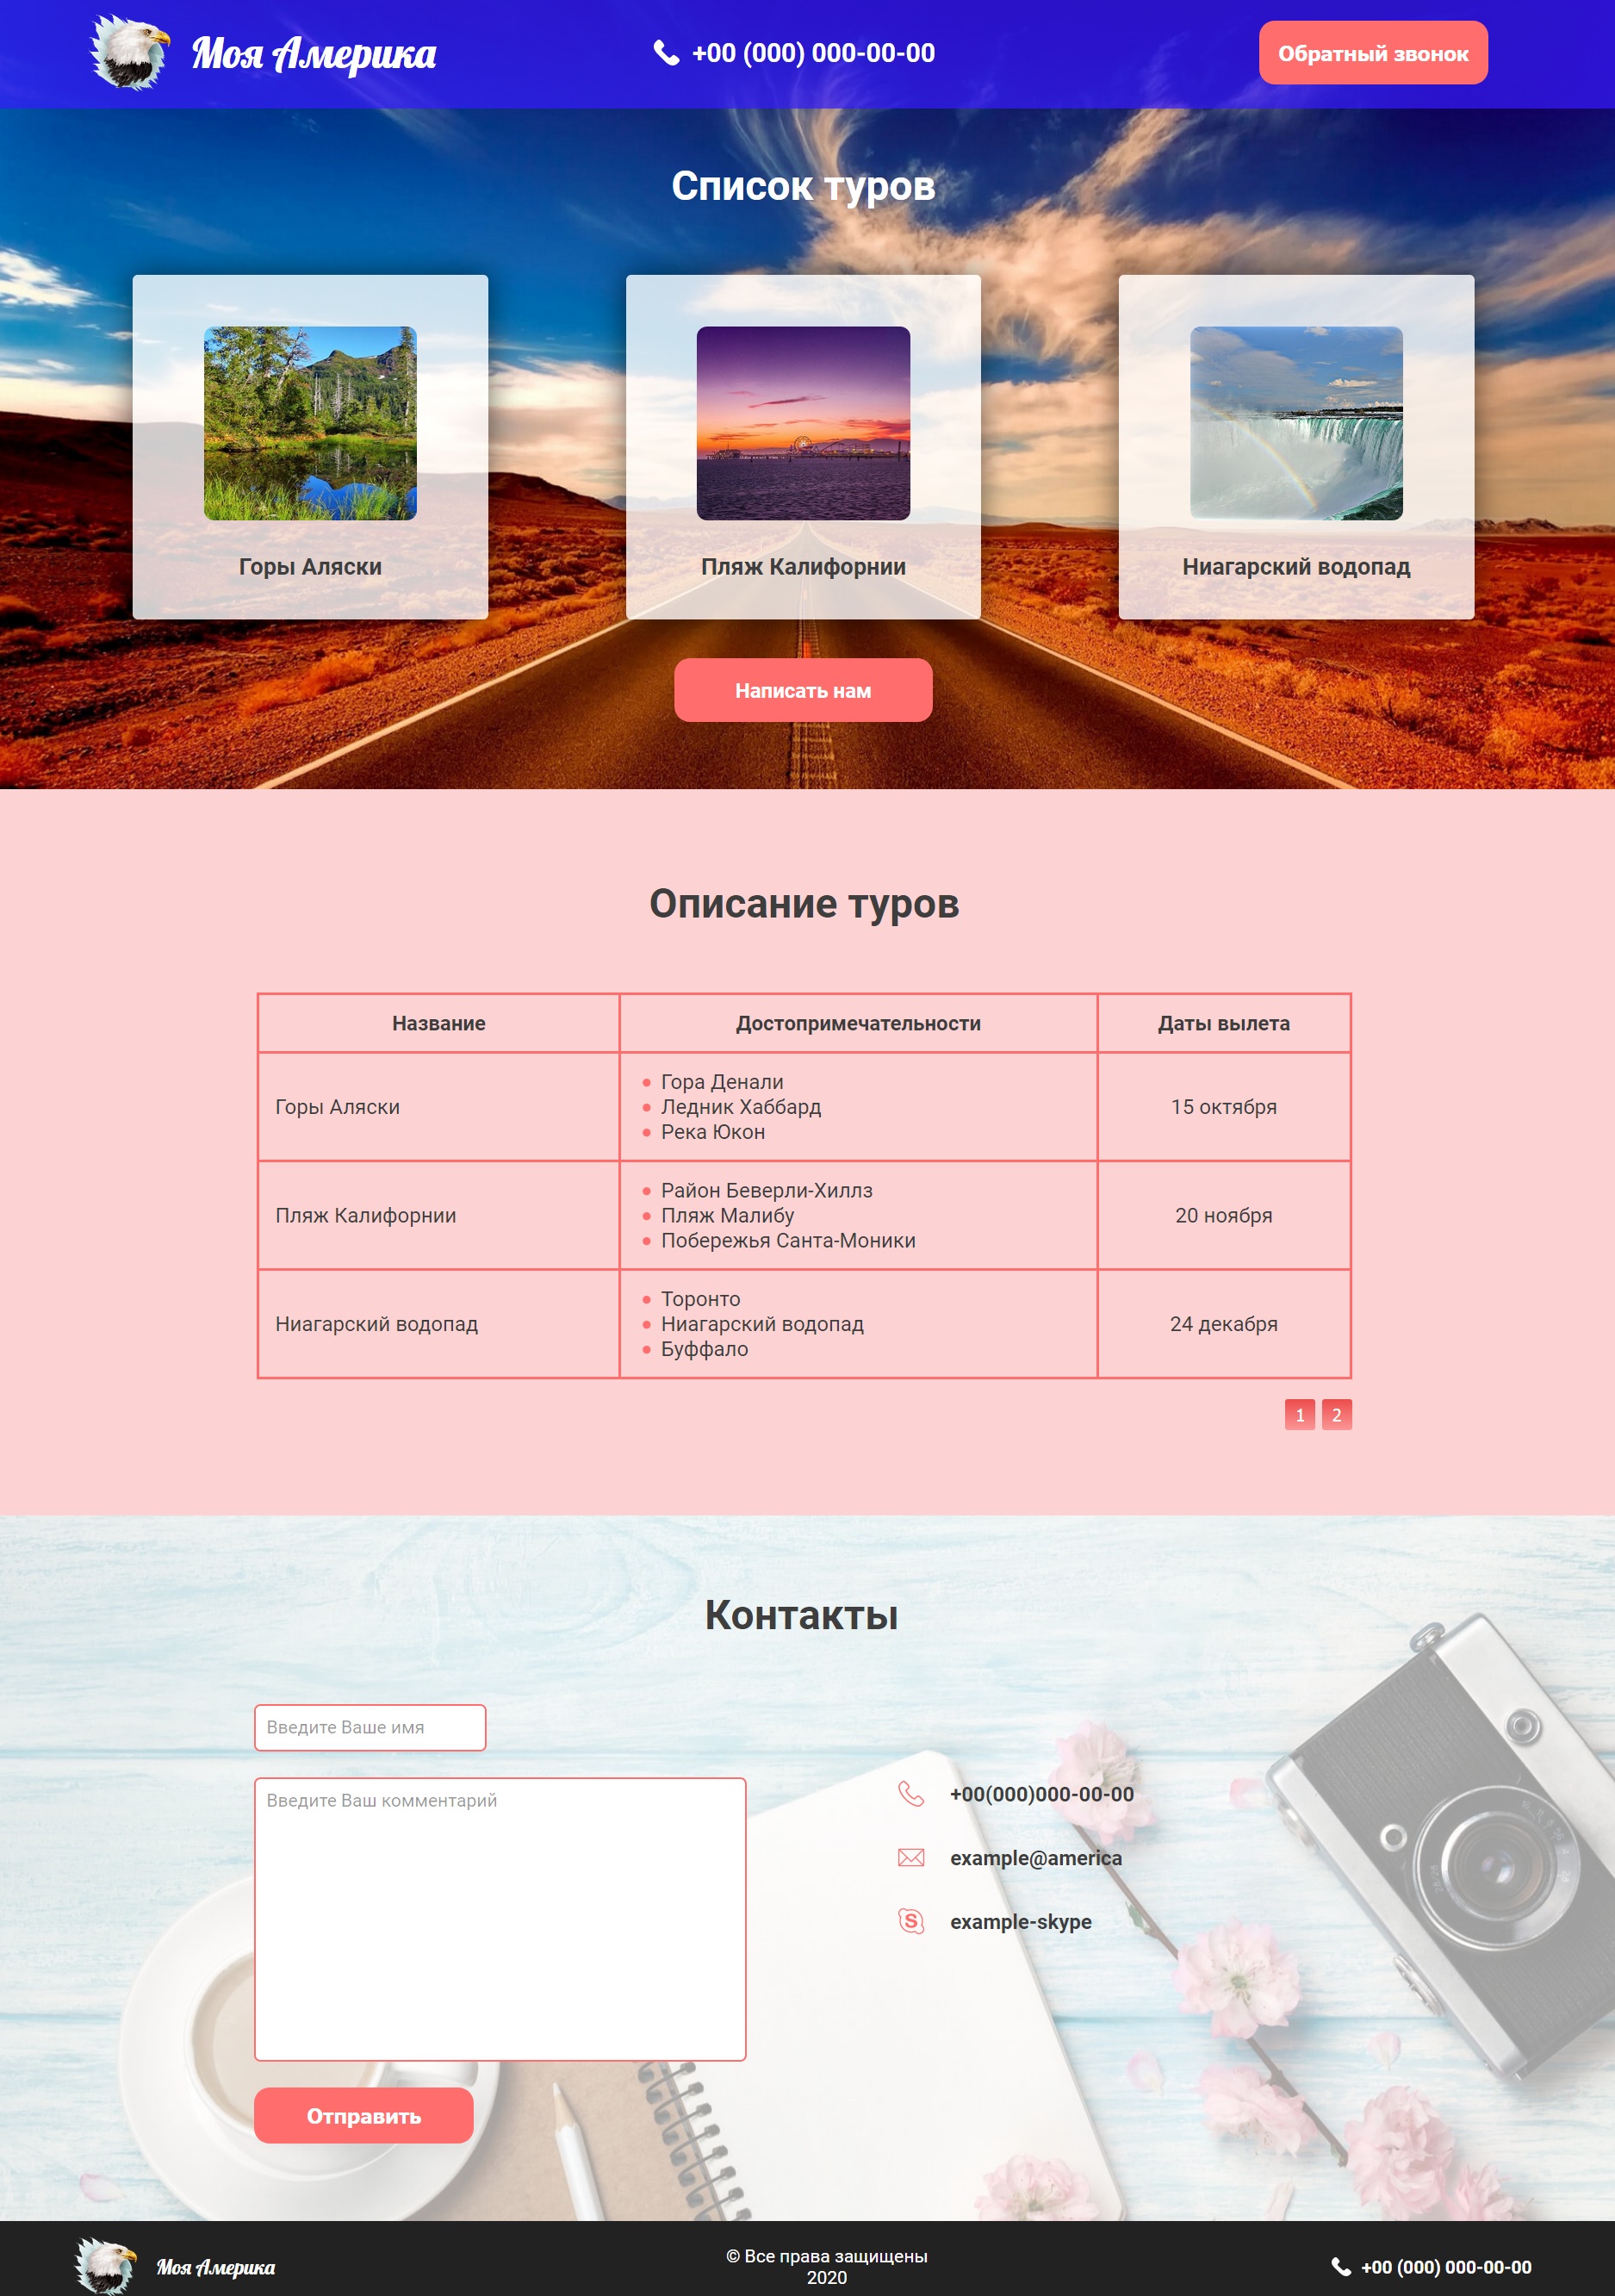 Моя Америка
+00 (000) 000-00-00
Обратный звонок
Список туров
Горы Аляски
Пляж Калифорнии
Ниагарский водопад
Написать нам
Описание туров
Название
Достопримечательности
Даты вылета
Горы Аляски
Гора Денали
Ледник Хаббард
Река Юкон
15 октября
Пляж Калифорнии
Район Беверли-Хиллз
Пляж Малибу
Побережья Санта-Моники
20 ноября
Ниагарский водопад
Торонто
Ниагарский водопад
Буффало
24 декабря
1 2
Контакты
Введите Ваше имя
Введите Ваш комментарий
+00(000)000-00-00
example@america
example-skype
Отправить
Моя Америка
© Все права защищены
2020
+00 (000) 000-00-00